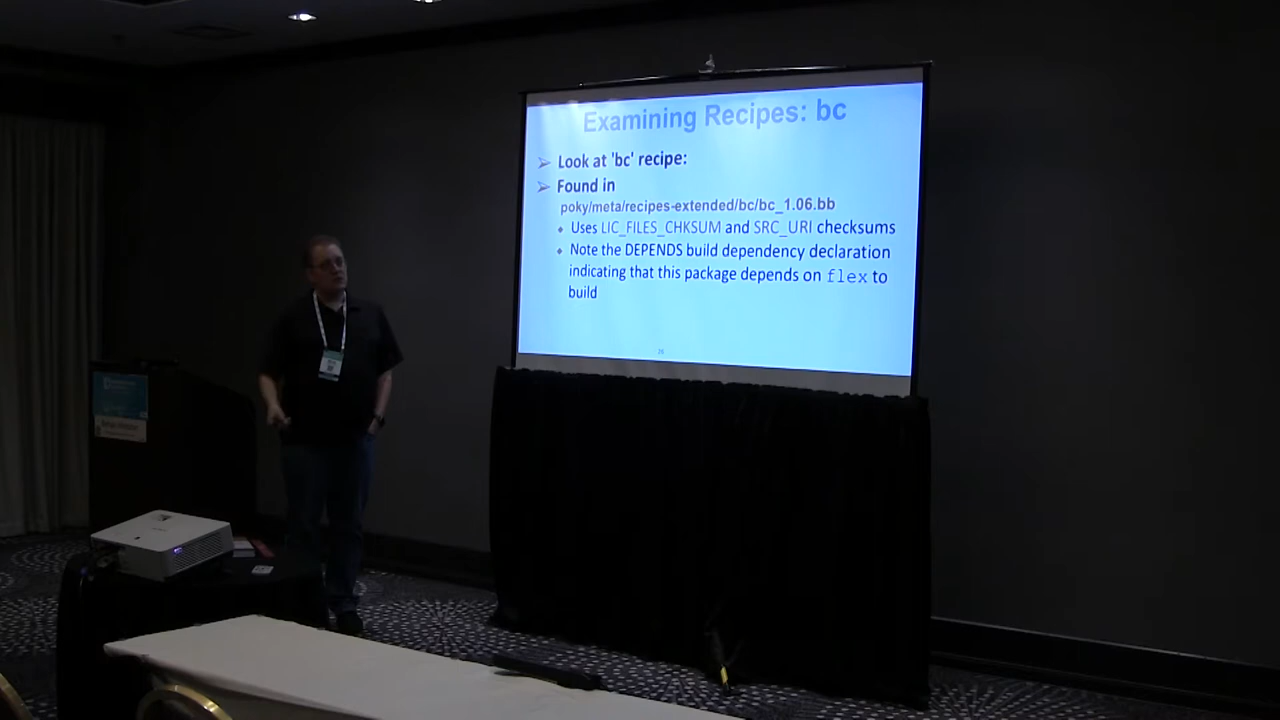 Examining Recipes: bc
Look at 'bc' recipe:
Found in
poky/meta/recipes-extended/bc/bc_1.06.bb
Uses LIC_FILES_CHKSUM and SRC_URI checksums
Note the DEPENDS build dependency declaration
indicating that this package depends on flex to
build